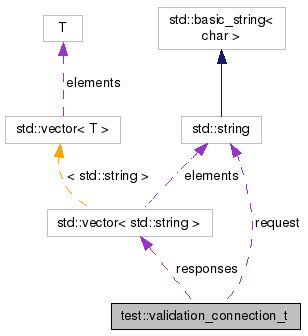 T
std::basic_string<
char >
elements
std::vector< T >
std::string
< std::string >
elements
std::vector< std::string >
request
responses
test::validation_connection_t